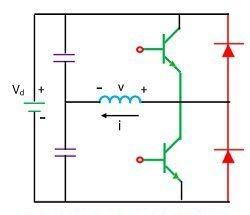 - v +
V_d +
-
i